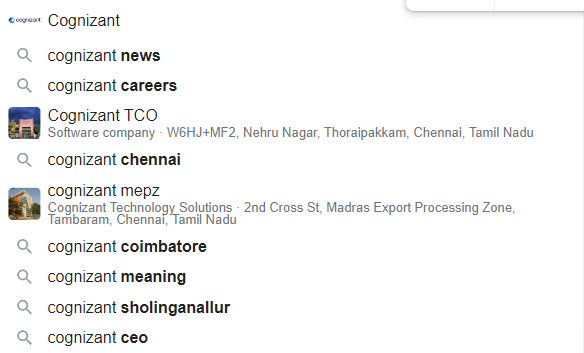 cognizant Cognizant
cognizant news
cognizant careers
Cognizant TCO
Software company · W6HJ+MF2, Nehru Nagar, Thoraipakkam, Chennai, Tamil Nadu
cognizant chennai
cognizant mepz
Cognizant Technology Solutions · 2nd Cross St, Madras Export Processing Zone,
Tambaram, Chennai, Tamil Nadu
cognizant coimbatore
cognizant meaning
cognizant sholinganallur
cognizant ceo